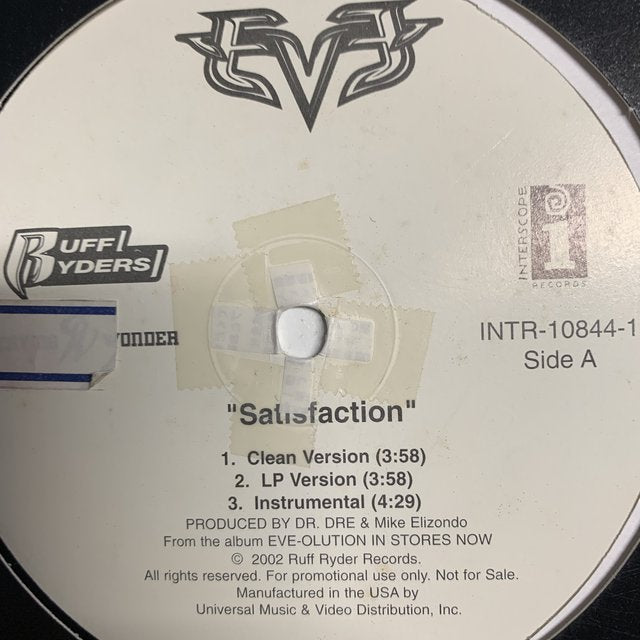 EVE
RUFF
RYDERS
INTERSCOPE
RECORDS
WONDER
INTR-10844-1
Side A
"Satisfaction"
1. Clean Version (3:58)
2. LP Version (3:58)
3. Instrumental (4:29)
PRODUCED BY DR. DRE & Mike Elizondo
From the album EVE-OLUTION IN STORES NOW
© 2002 Ruff Ryder Records.
All rights reserved. For promotional use only. Not for Sale.
Manufactured in the USA by
Universal Music & Video Distribution, Inc.